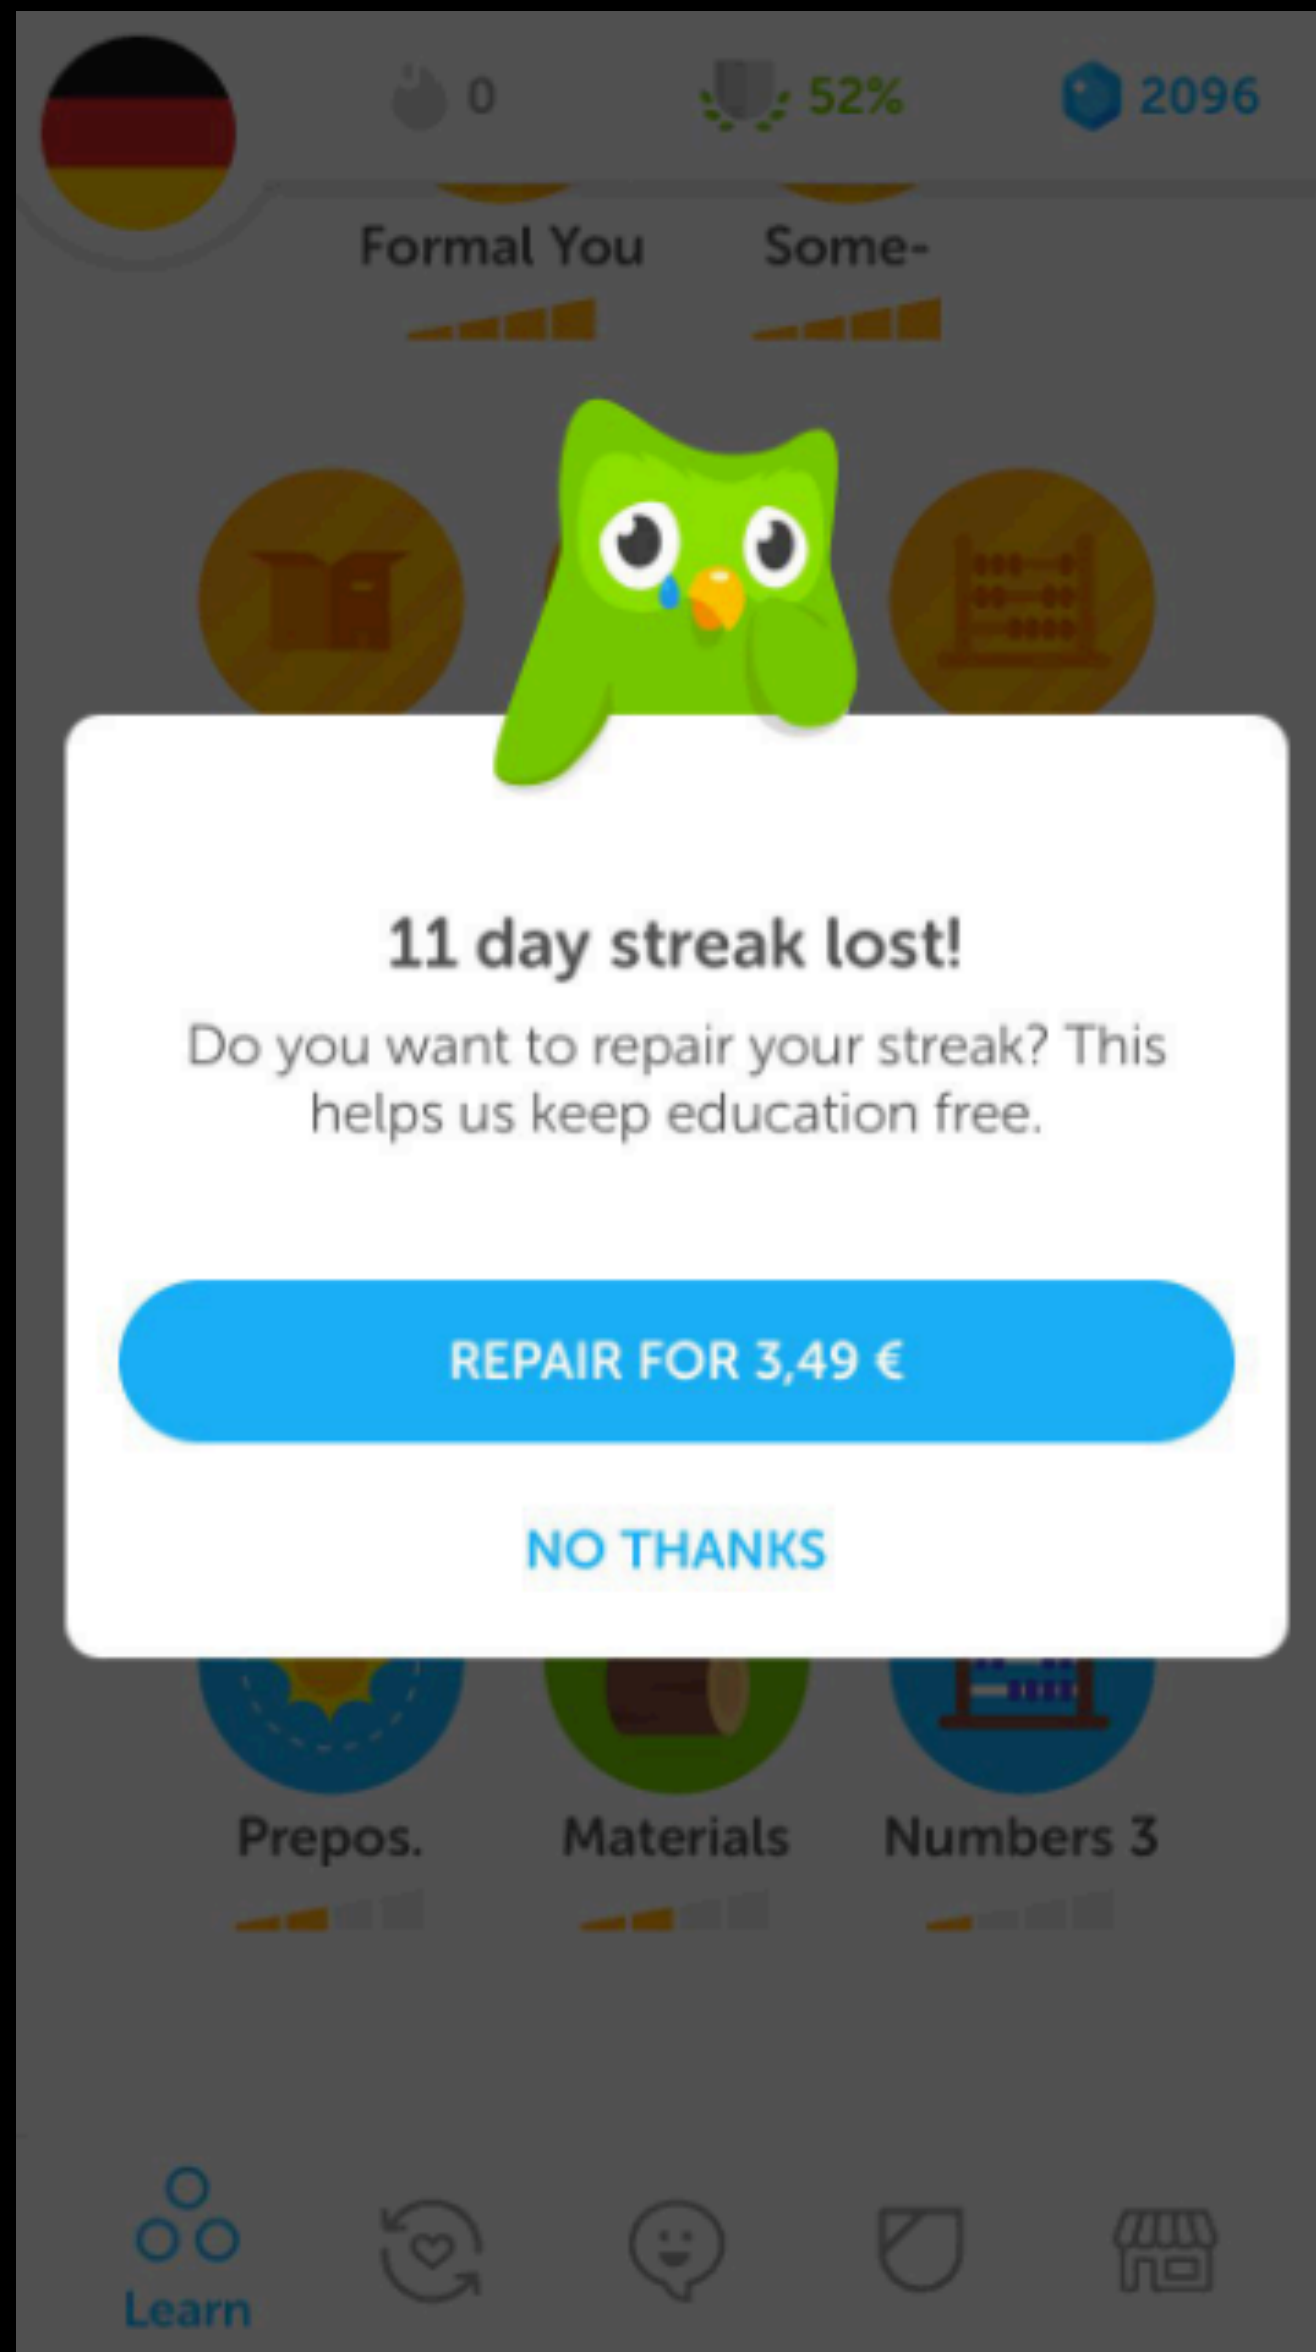 0 52% 2096
Formal You Some-
11 day streak lost!
Do you want to repair your streak? This
helps us keep education free.
REPAIR FOR 3,49 €
NO THANKS
Prepos. Materials Numbers 3
Learn